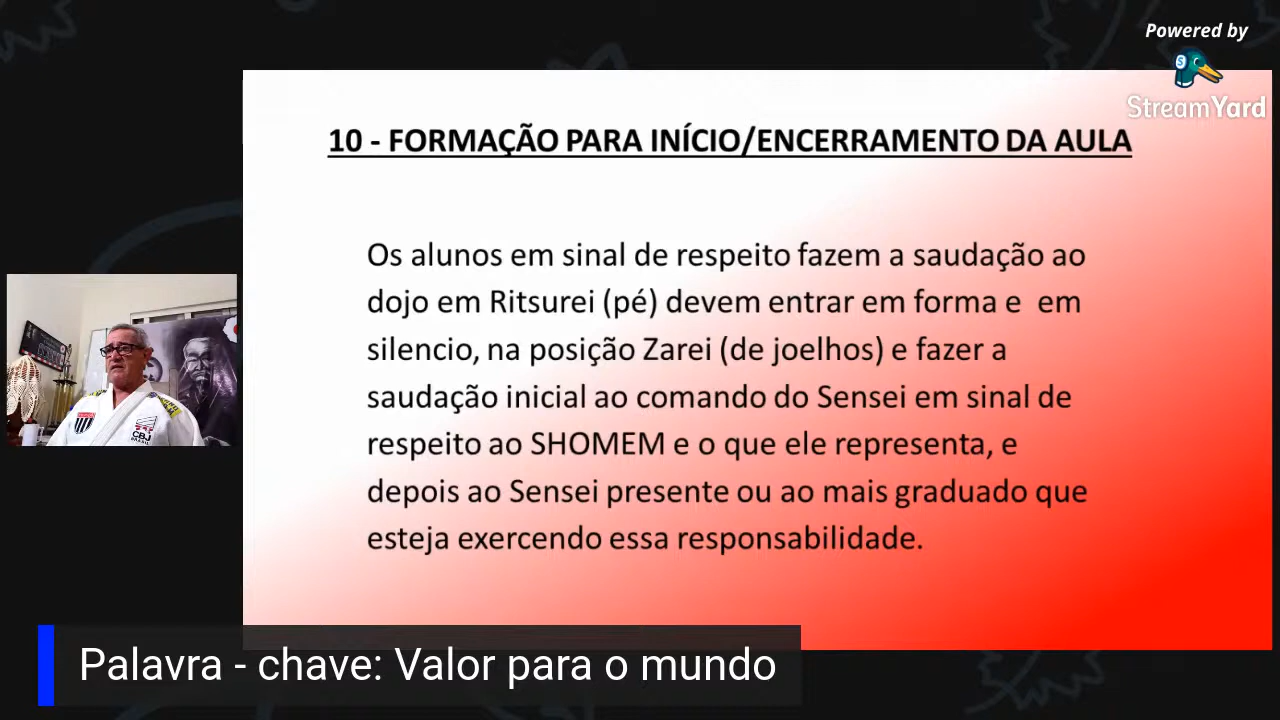 Powered by
StreamYard
10 - FORMAÇÃO PARA INÍCIO/ENCERRAMENTO DA AULA
Os alunos em sinal de respeito fazem a saudação ao
dojo em Ritsurei (pé) devem entrar em forma e  em
silencio, na posição Zarei (de joelhos) e fazer a
saudação inicial ao comando do Sensei em sinal de
respeito ao SHOMEM e o que ele representa, e
depois ao Sensei presente ou ao mais graduado que
esteja exercendo essa responsabilidade.
CBJ
Palavra - chave: Valor para o mundo